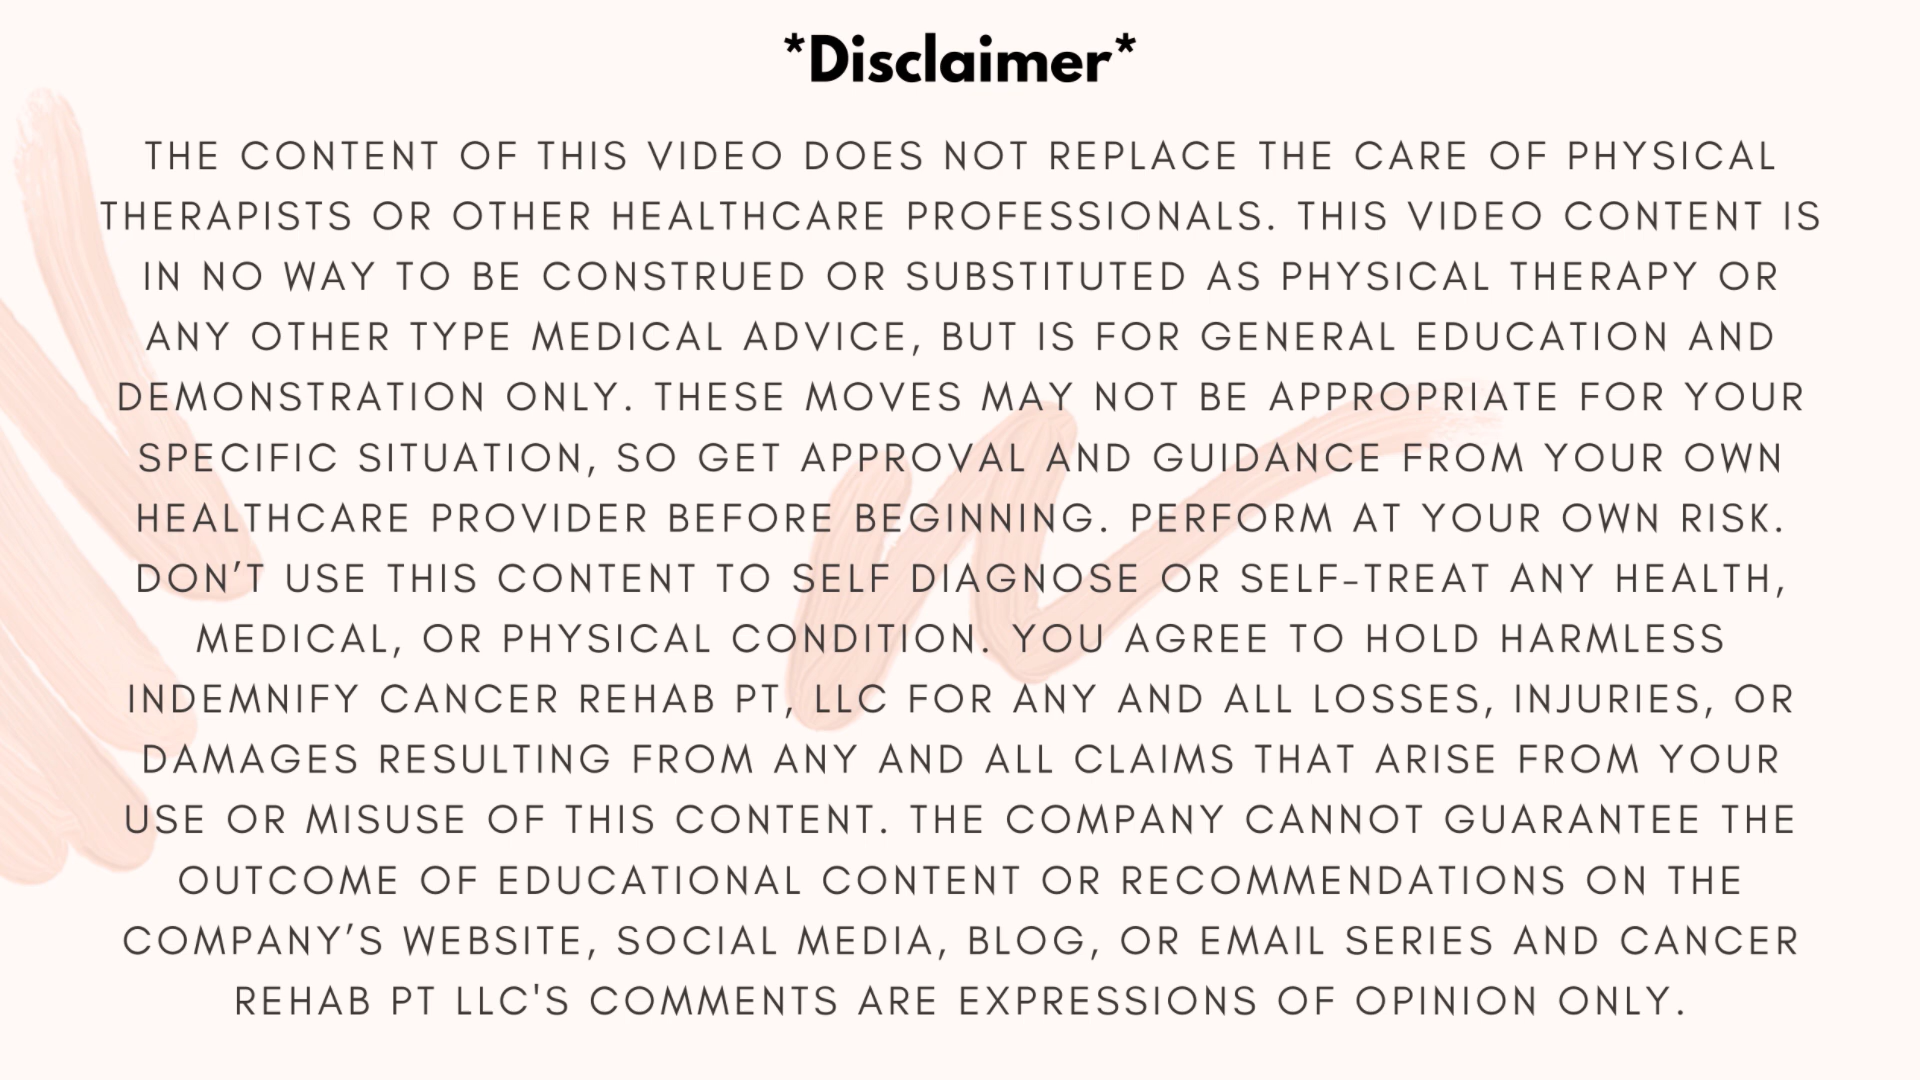 *Disclaimer*
THE CONTENT OF THIS VIDEO DOES NOT REPLACE THE CARE OF PHYSICAL
THERAPISTS OR OTHER HEALTHCARE PROFESSIONALS. THIS VIDEO CONTENT IS
IN NO WAY TO BE CONSTRUED OR SUBSTITUTED AS PHYSICAL THERAPY OR
ANY OTHER TYPE MEDICAL ADVICE, BUT IS FOR GENERAL EDUCATION AND
DEMONSTRATION ONLY. THESE MOVES MAY NOT BE APPROPRIATE FOR YOUR
SPECIFIC SITUATION, SO GET APPROVAL AND GUIDANCE FROM YOUR OWN
HEALTHCARE PROVIDER BEFORE BEGINNING. PERFORM AT YOUR OWN RISK.
DON’T USE THIS CONTENT TO SELF DIAGNOSE OR SELF-TREAT ANY HEALTH,
MEDICAL, OR PHYSICAL CONDITION. YOU AGREE TO HOLD HARMLESS
INDEMNIFY CANCER REHAB PT, LLC FOR ANY AND ALL LOSSES, INJURIES, OR
DAMAGES RESULTING FROM ANY AND ALL CLAIMS THAT ARISE FROM YOUR
USE OR MISUSE OF THIS CONTENT. THE COMPANY CANNOT GUARANTEE THE
OUTCOME OF EDUCATIONAL CONTENT OR RECOMMENDATIONS ON THE
COMPANY’S WEBSITE, SOCIAL MEDIA, BLOG, OR EMAIL SERIES AND CANCER
REHAB PT LLC'S COMMENTS ARE EXPRESSIONS OF OPINION ONLY.